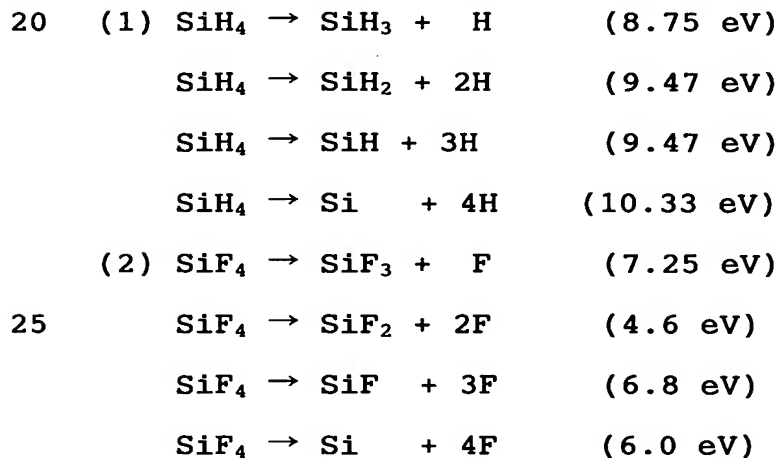 20 (1) SiH₄ → SiH₃ + H (8.75 eV)
SiH₄ → SiH₂ + 2H (9.47 eV)
SiH₄ → SiH + 3H (9.47 eV)
SiH₄ → Si + 4H (10.33 eV)
(2) SiF₄ → SiF₃ + F (7.25 eV)
25 SiF₄ → SiF₂ + 2F (4.6 eV)
SiF₄ → SiF + 3F (6.8 eV)
SiF₄ → Si + 4F (6.0 eV)